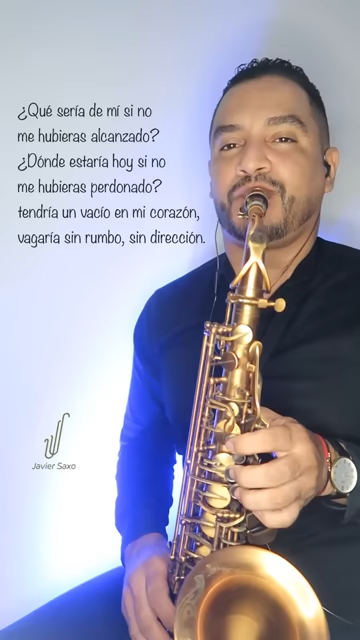 ¿Qué sería de mí si no
me hubieras alcanzado?
¿Dónde estaría hoy si no
me hubieras perdonado?
tendría un vacío en mi corazón,
vagaría sin rumbo, sin dirección.
Javier Saxo